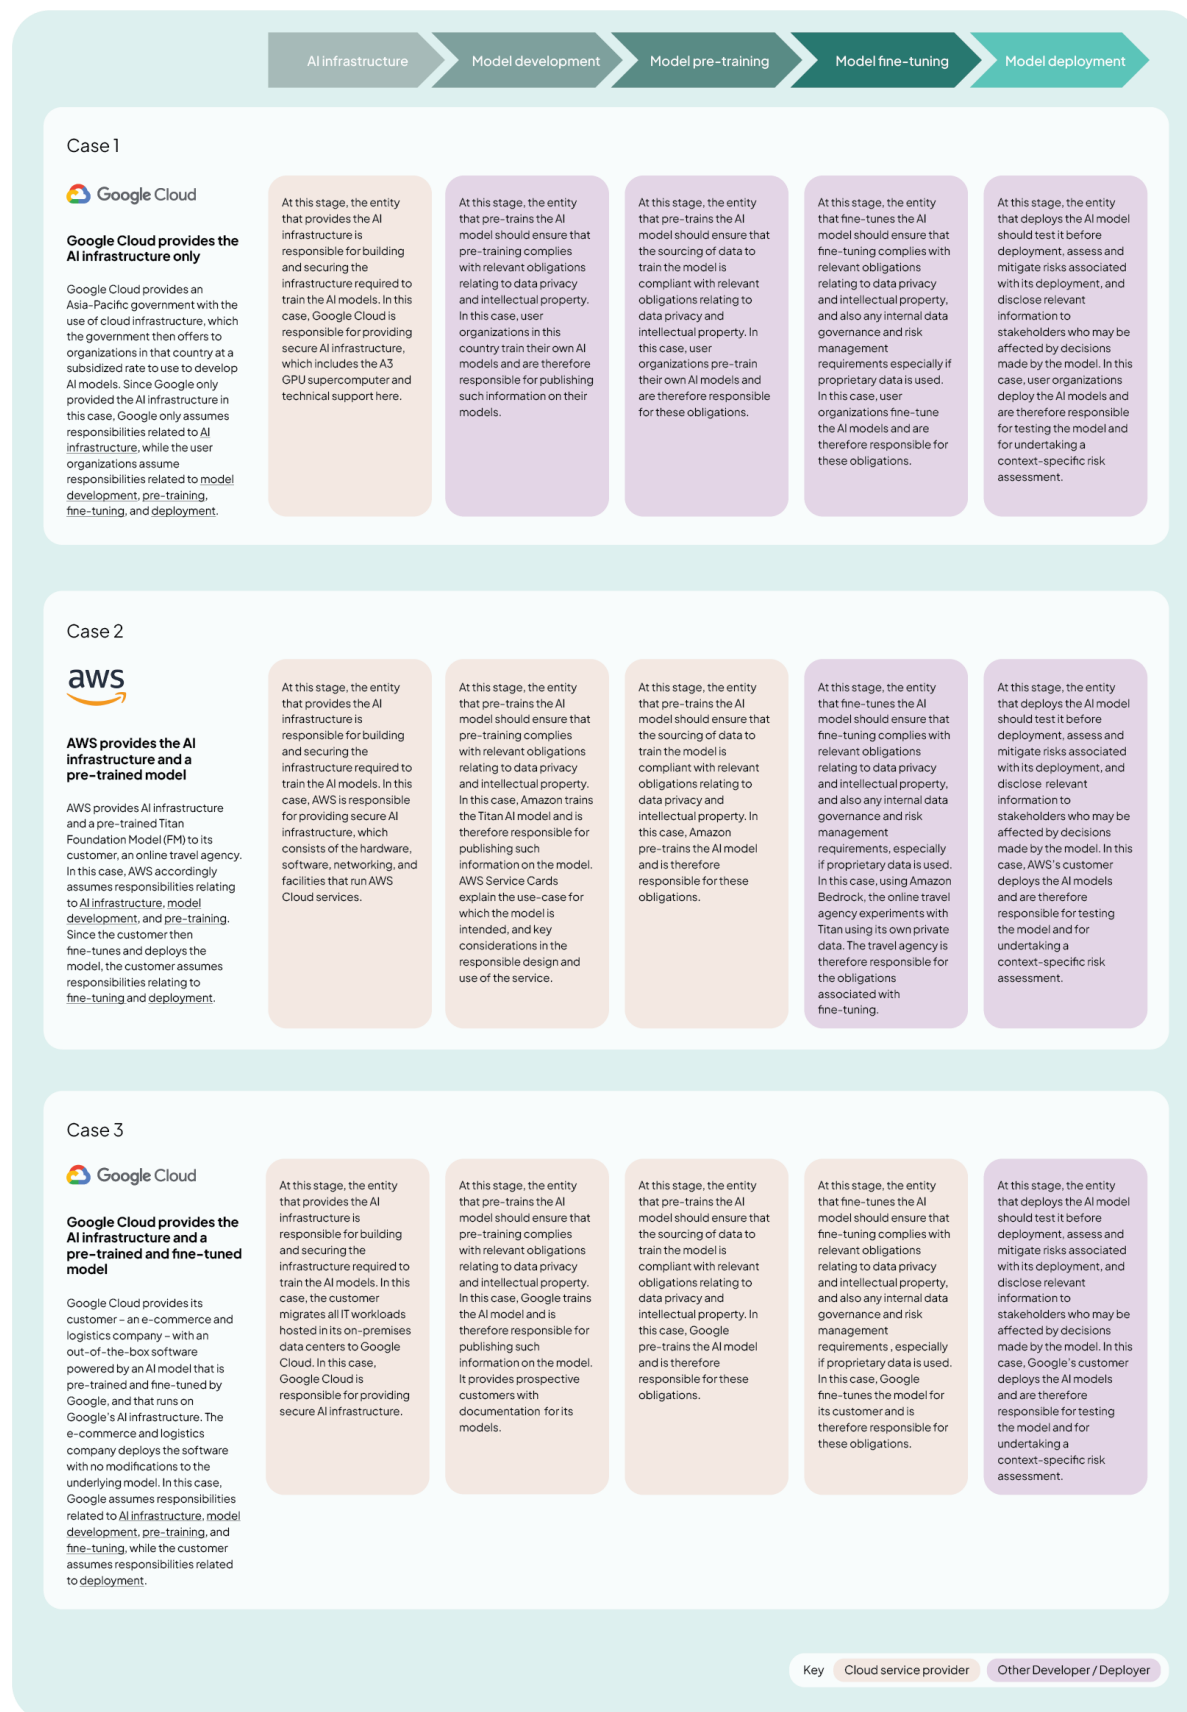 AI infrastructure
Model development
Model pre-training
Model fine-tuning
Model deployment
Case 1
Google Cloud
Google Cloud provides the
AI infrastructure only
Google Cloud provides an
Asia-Pacific government with the
use of cloud infrastructure, which
the government then offers to
organizations in that country at a
subsidized rate to use to develop
AI models. Since Google only
provided the AI infrastructure in
this case, Google only assumes
responsibilities related to AI
infrastructure, while the user
organizations assume
responsibilities related to model
development, pre-training,
fine-tuning, and deployment.
At this stage, the entity
that provides the AI
infrastructure is
responsible for building
and securing the
infrastructure required to
train the AI models. In this
case, Google Cloud is
responsible for providing
secure AI infrastructure,
which includes the A3
GPU supercomputer and
technical support here.
At this stage, the entity
that pre-trains the AI
model should ensure that
pre-training complies
with relevant obligations
relating to data privacy
and intellectual property.
In this case, user
organizations in this
country train their own AI
models and are therefore
responsible for publishing
such information on their
models.
At this stage, the entity
that pre-trains the AI
model should ensure that
the sourcing of data to
train the model is
compliant with relevant
obligations relating to
data privacy and
intellectual property. In
this case, user
organizations pre-train
their own AI models and
are therefore responsible
for these obligations.
At this stage, the entity
that fine-tunes the AI
model should ensure that
fine-tuning complies with
relevant obligations
relating to data privacy
and intellectual property,
and also any internal data
governance and risk
management
requirements especially if
proprietary data is used.
In this case, user
organizations fine-tune
the AI models and are
therefore responsible for
these obligations.
At this stage, the entity
that deploys the AI model
should test it before
deployment, assess and
mitigate risks associated
with its deployment, and
disclose relevant
information to
stakeholders who may be
affected by decisions
made by the model. In this
case, user organizations
deploy the AI models and
are therefore responsible
for testing the model and
for undertaking a
context-specific risk
assessment.
Case 2
aws
AWS provides the AI
infrastructure and a
pre-trained model
AWS provides AI infrastructure
and a pre-trained Titan
Foundation Model (FM) to its
customer, an online travel agency.
In this case, AWS accordingly
assumes responsibilities relating
to AI infrastructure, model
development, and pre-training.
Since the customer then
fine-tunes and deploys the
model, the customer assumes
responsibilities relating to
fine-tuning and deployment.
At this stage, the entity
that provides the AI
infrastructure is
responsible for building
and securing the
infrastructure required to
train the AI models. In this
case, AWS is responsible
for providing secure AI
infrastructure, which
consists of the hardware,
software, networking, and
facilities that run AWS
Cloud services.
At this stage, the entity
that pre-trains the AI
model should ensure that
pre-training complies
with relevant obligations
relating to data privacy
and intellectual property.
In this case, Amazon trains
the Titan AI model and is
therefore responsible for
publishing such
information on the model.
AWS Service Cards
explain the use-case for
which the model is
intended, and key
considerations in the
responsible design and
use of the service.
At this stage, the entity
that pre-trains the AI
model should ensure that
the sourcing of data to
train the model is
compliant with relevant
obligations relating to
data privacy and
intellectual property. In
this case, Amazon
pre-trains the AI model
and is therefore
responsible for these
obligations.
At this stage, the entity
that fine-tunes the AI
model should ensure that
fine-tuning complies with
relevant obligations
relating to data privacy
and intellectual property,
and also any internal data
governance and risk
management
requirements, especially
if proprietary data is used.
In this case, using Amazon
Bedrock, the online travel
agency experiments with
Titan using its own private
data. The travel agency is
therefore responsible for
the obligations
associated with
fine-tuning.
At this stage, the entity
that deploys the AI model
should test it before
deployment, assess and
mitigate risks associated
with its deployment, and
disclose relevant
information to
stakeholders who may be
affected by decisions
made by the model. In this
case, AWS's customer
deploys the AI models
and are therefore
responsible for testing
the model and for
undertaking a
context-specific risk
assessment.
Case 3
Google Cloud
Google Cloud provides the
AI infrastructure and a
pre-trained and fine-tuned
model
Google Cloud provides its
customer – an e-commerce and
logistics company – with an
out-of-the-box software
powered by an AI model that is
pre-trained and fine-tuned by
Google, and that runs on
Google's AI infrastructure. The
e-commerce and logistics
company deploys the software
with no modifications to the
underlying model. In this case,
Google assumes responsibilities
related to AI infrastructure, model
development, pre-training, and
fine-tuning, while the customer
assumes responsibilities related
to deployment.
At this stage, the entity
that provides the AI
infrastructure is
responsible for building
and securing the
infrastructure required to
train the AI models. In this
case, the customer
migrates all IT workloads
hosted in its on-premises
data centers to Google
Cloud. In this case,
Google Cloud is
responsible for providing
secure AI infrastructure.
At this stage, the entity
that pre-trains the AI
model should ensure that
pre-training complies
with relevant obligations
relating to data privacy
and intellectual property.
In this case, Google trains
the AI model and is
therefore responsible for
publishing such
information on the model.
It provides prospective
customers with
documentation for its
models.
At this stage, the entity
that pre-trains the AI
model should ensure that
the sourcing of data to
train the model is
compliant with relevant
obligations relating to
data privacy and
intellectual property. In
this case, Google
pre-trains the AI model
and is therefore
responsible for these
obligations.
At this stage, the entity
that fine-tunes the AI
model should ensure that
fine-tuning complies with
relevant obligations
relating to data privacy
and intellectual property,
and also any internal data
governance and risk
management
requirements , especially
if proprietary data is used.
In this case, Google
fine-tunes the model for
its customer and is
therefore responsible for
these obligations.
At this stage, the entity
that deploys the AI model
should test it before
deployment, assess and
mitigate risks associated
with its deployment, and
disclose relevant
information to
stakeholders who may be
affected by decisions
made by the model. In this
case, Google's customer
deploys the AI models
and are therefore
responsible for testing
the model and for
undertaking a
context-specific risk
assessment.
Key
Cloud service provider
Other Developer / Deployer